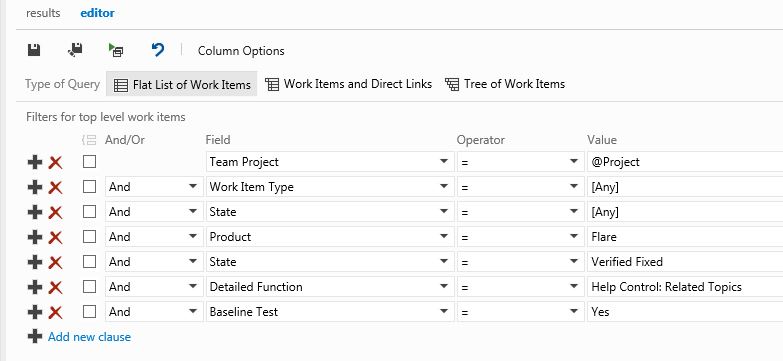 results editor
Column Options
Type of Query Flat List of Work Items Work Items and Direct Links Tree of Work Items
Filters for top level work items
And/Or Field Operator Value
Team Project = @Project
And Work Item Type = [Any]
And State = [Any]
And Product = Flare
And State = Verified Fixed
And Detailed Function = Help Control: Related Topics
And Baseline Test = Yes
Add new clause